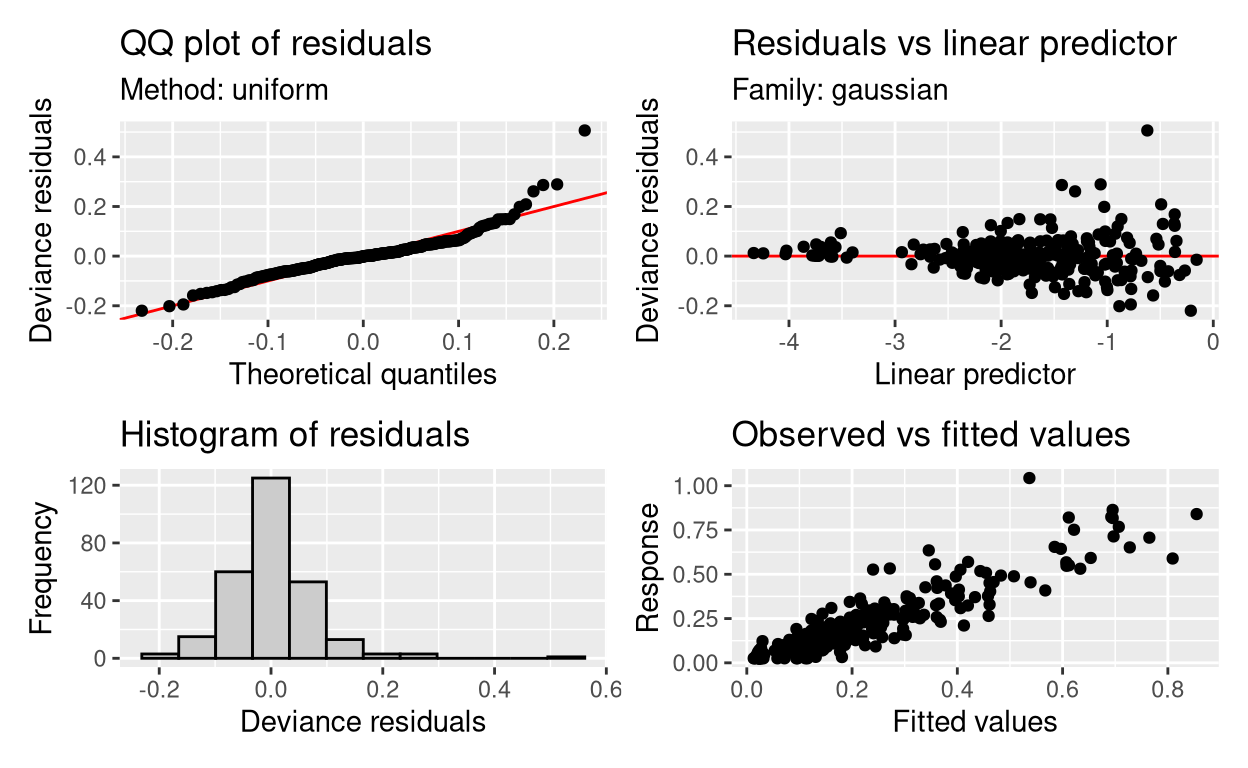 QQ plot of residuals
Method: uniform
Deviance residuals
0.4
0.2
0.0
-0.2
-0.2
-0.1
0.0
0.1
0.2
Theoretical quantiles
Residuals vs linear predictor
Family: gaussian
Deviance residuals
0.4
0.2
0.0
-0.2
-4
-3
-2
-1
0
Linear predictor
Histogram of residuals
Frequency
120
80
40
0
-0.2
0.0
0.2
0.4
0.6
Deviance residuals
Observed vs fitted values
Response
1.00
0.75
0.50
0.25
0.00
0.0
0.2
0.4
0.6
0.8
Fitted values